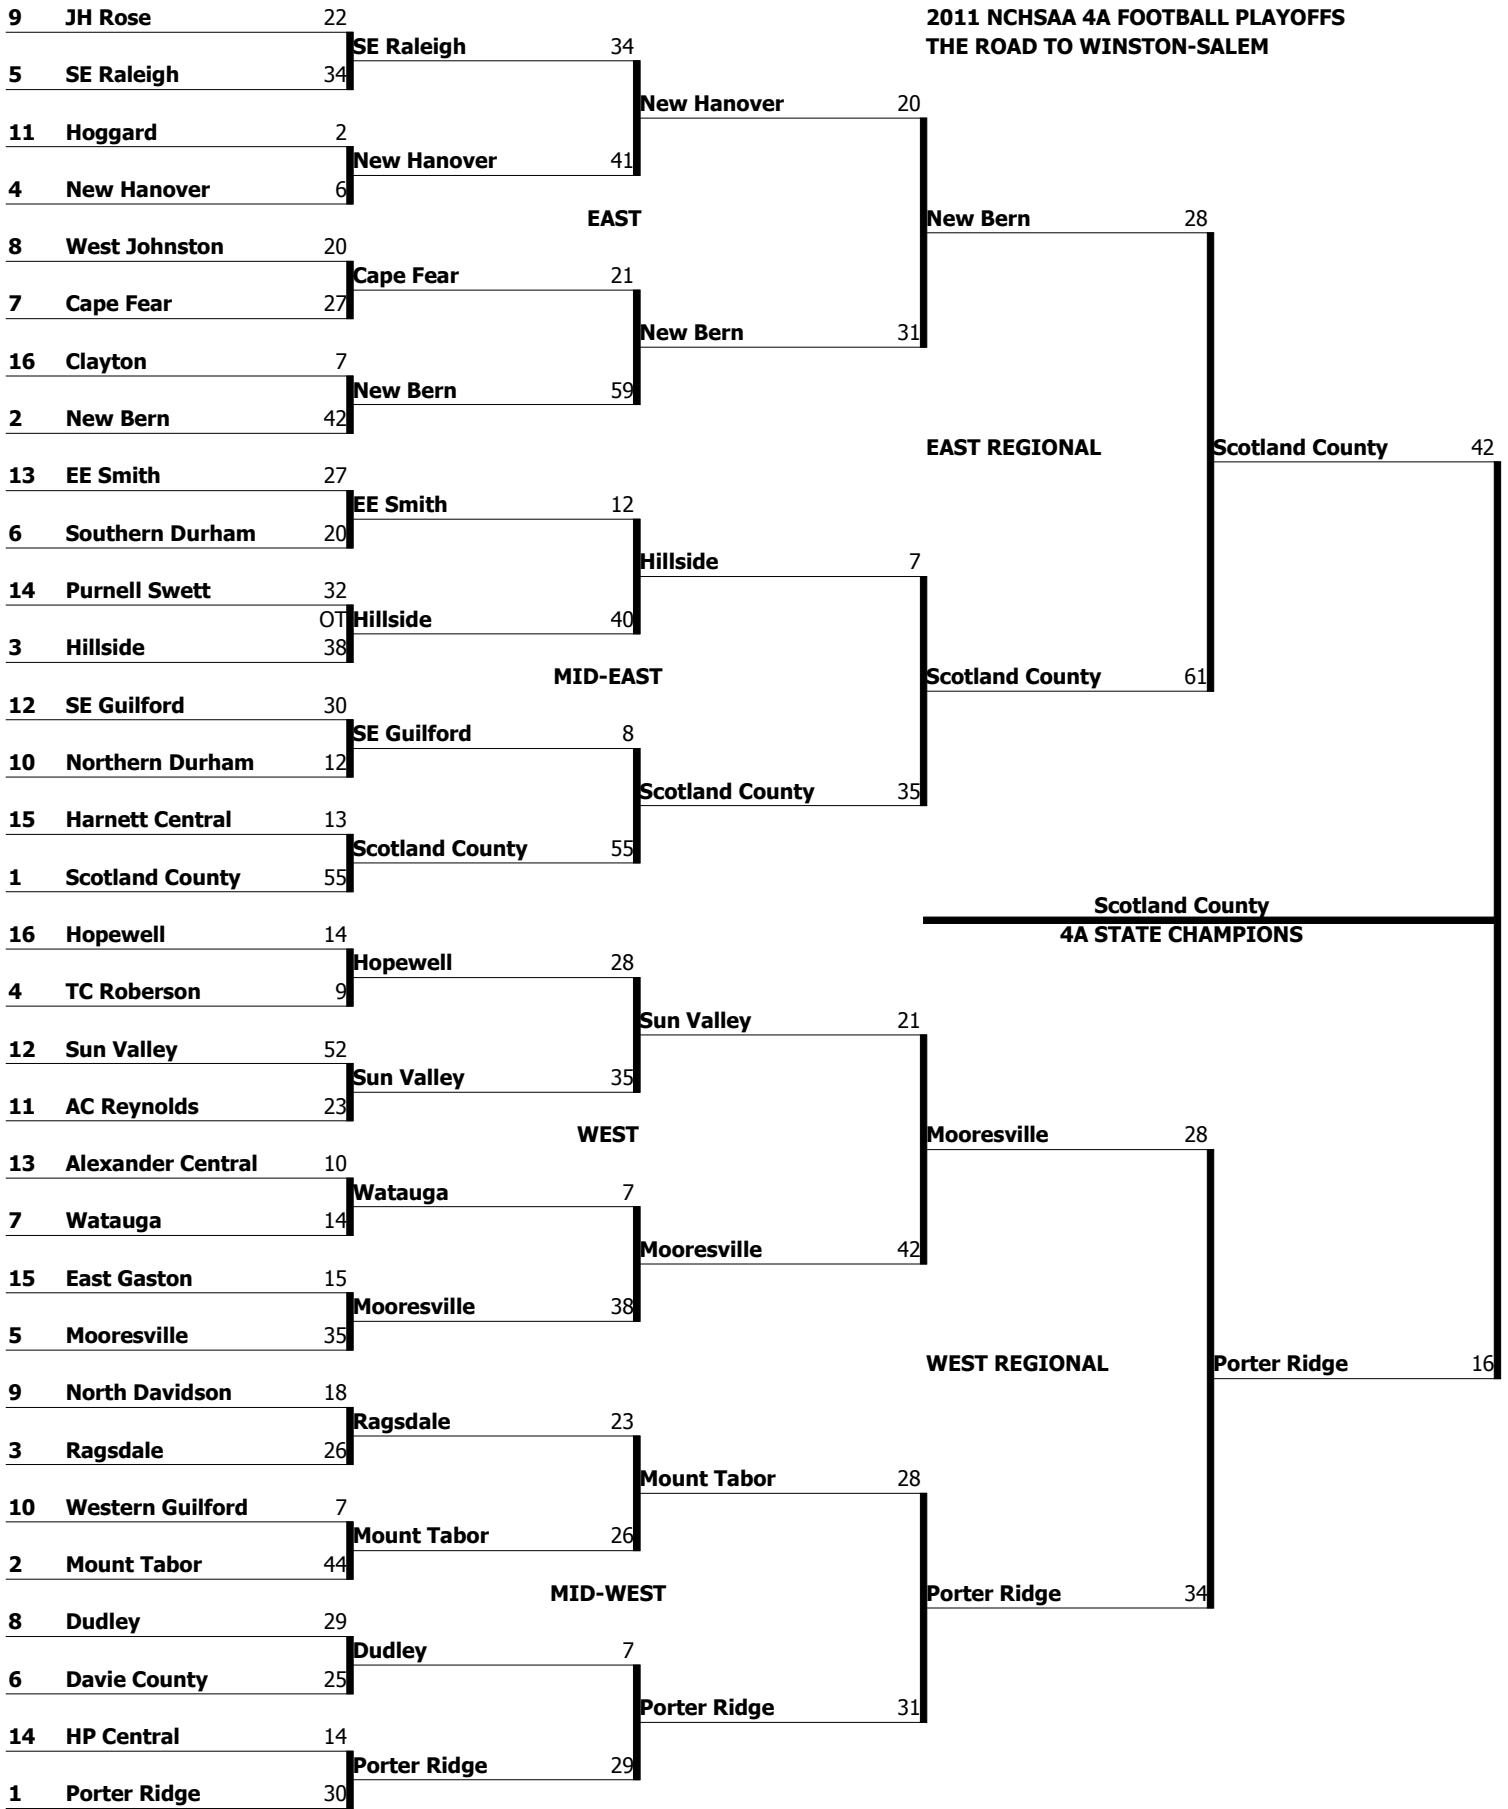 9 JH Rose 22
2011 NCHSAA 4A FOOTBALL PLAYOFFS
SE Raleigh 34
THE ROAD TO WINSTON-SALEM
5 SE Raleigh 34
New Hanover 20
11 Hoggard 2
New Hanover 41
4 New Hanover 6
EAST
New Bern 28
8 West Johnston 20
Cape Fear 21
7 Cape Fear 27
New Bern 31
16 Clayton 7
New Bern 59
2 New Bern 42
EAST REGIONAL
Scotland County 42
13 EE Smith 27
EE Smith 12
6 Southern Durham 20
Hillside 7
14 Purnell Swett 32
OT Hillside 40
3 Hillside 38
MID-EAST
Scotland County 61
12 SE Guilford 30
SE Guilford 8
10 Northern Durham 12
Scotland County 35
15 Harnett Central 13
Scotland County 55
1 Scotland County 55
Scotland County
16 Hopewell 14
4A STATE CHAMPIONS
Hopewell 28
4 TC Roberson 9
Sun Valley 21
12 Sun Valley 52
Sun Valley 35
11 AC Reynolds 23
WEST
Mooresville 28
13 Alexander Central 10
Watauga 7
7 Watauga 14
Mooresville 42
15 East Gaston 15
Mooresville 38
5 Mooresville 35
WEST REGIONAL
Porter Ridge 16
9 North Davidson 18
Ragsdale 23
3 Ragsdale 26
Mount Tabor 28
10 Western Guilford 7
Mount Tabor 26
2 Mount Tabor 44
MID-WEST
Porter Ridge 34
8 Dudley 29
Dudley 7
6 Davie County 25
Porter Ridge 31
14 HP Central 14
Porter Ridge 29
1 Porter Ridge 30